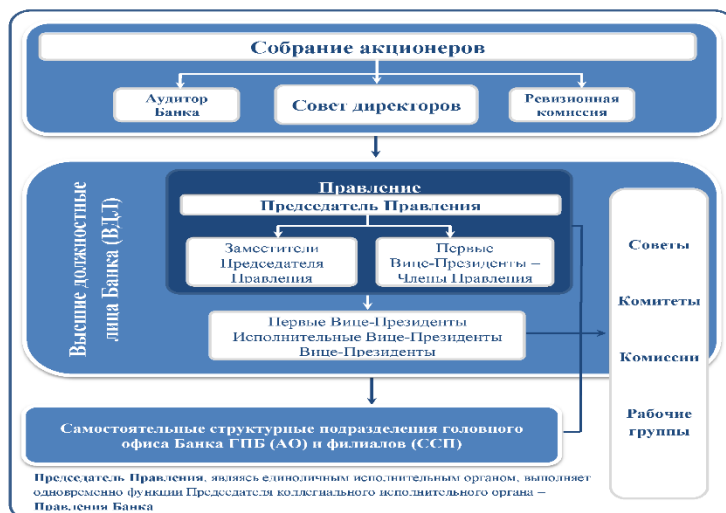 Собрание акционеров
Аудитор
Банка
Совет директоров
Ревизионная
комиссия
Высшие должностные
лица Банка (ВДЛ)
Правление
Председатель Правления
Заместители
Председателя
Правления
Первые
Вице-Президенты –
Члены Правления
Первые Вице-Президенты
Исполнительные Вице-Президенты
Вице-Президенты
Советы
Комитеты
Комиссии
Рабочие
группы
Самостоятельные структурные подразделения головного
офиса Банка ГПБ (АО) и филиалов (ССП)
Председатель Правления, являясь единоличным исполнительным органом, выполняет
одновременно функции Председателя коллегиального исполнительного органа –
Правления Банка